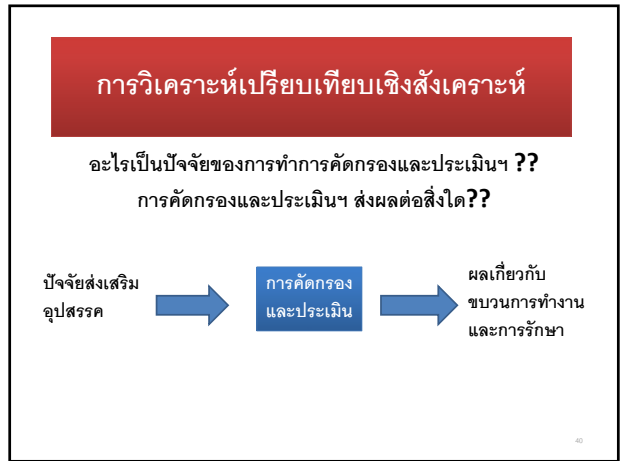 การวิเคราะห์เปรียบเทียบเชิงสังเคราะห์
อะไรเป็นปัจจัยของการทำการคัดกรองและประเมินฯ ??
การคัดกรองและประเมินฯ ส่งผลต่อสิ่งใด??
ปัจจัยส่งเสริม
อุปสรรค
การคัดกรอง
และประเมิน
ผลเกี่ยวกับ
ขบวนการทำงาน
และการรักษา
40